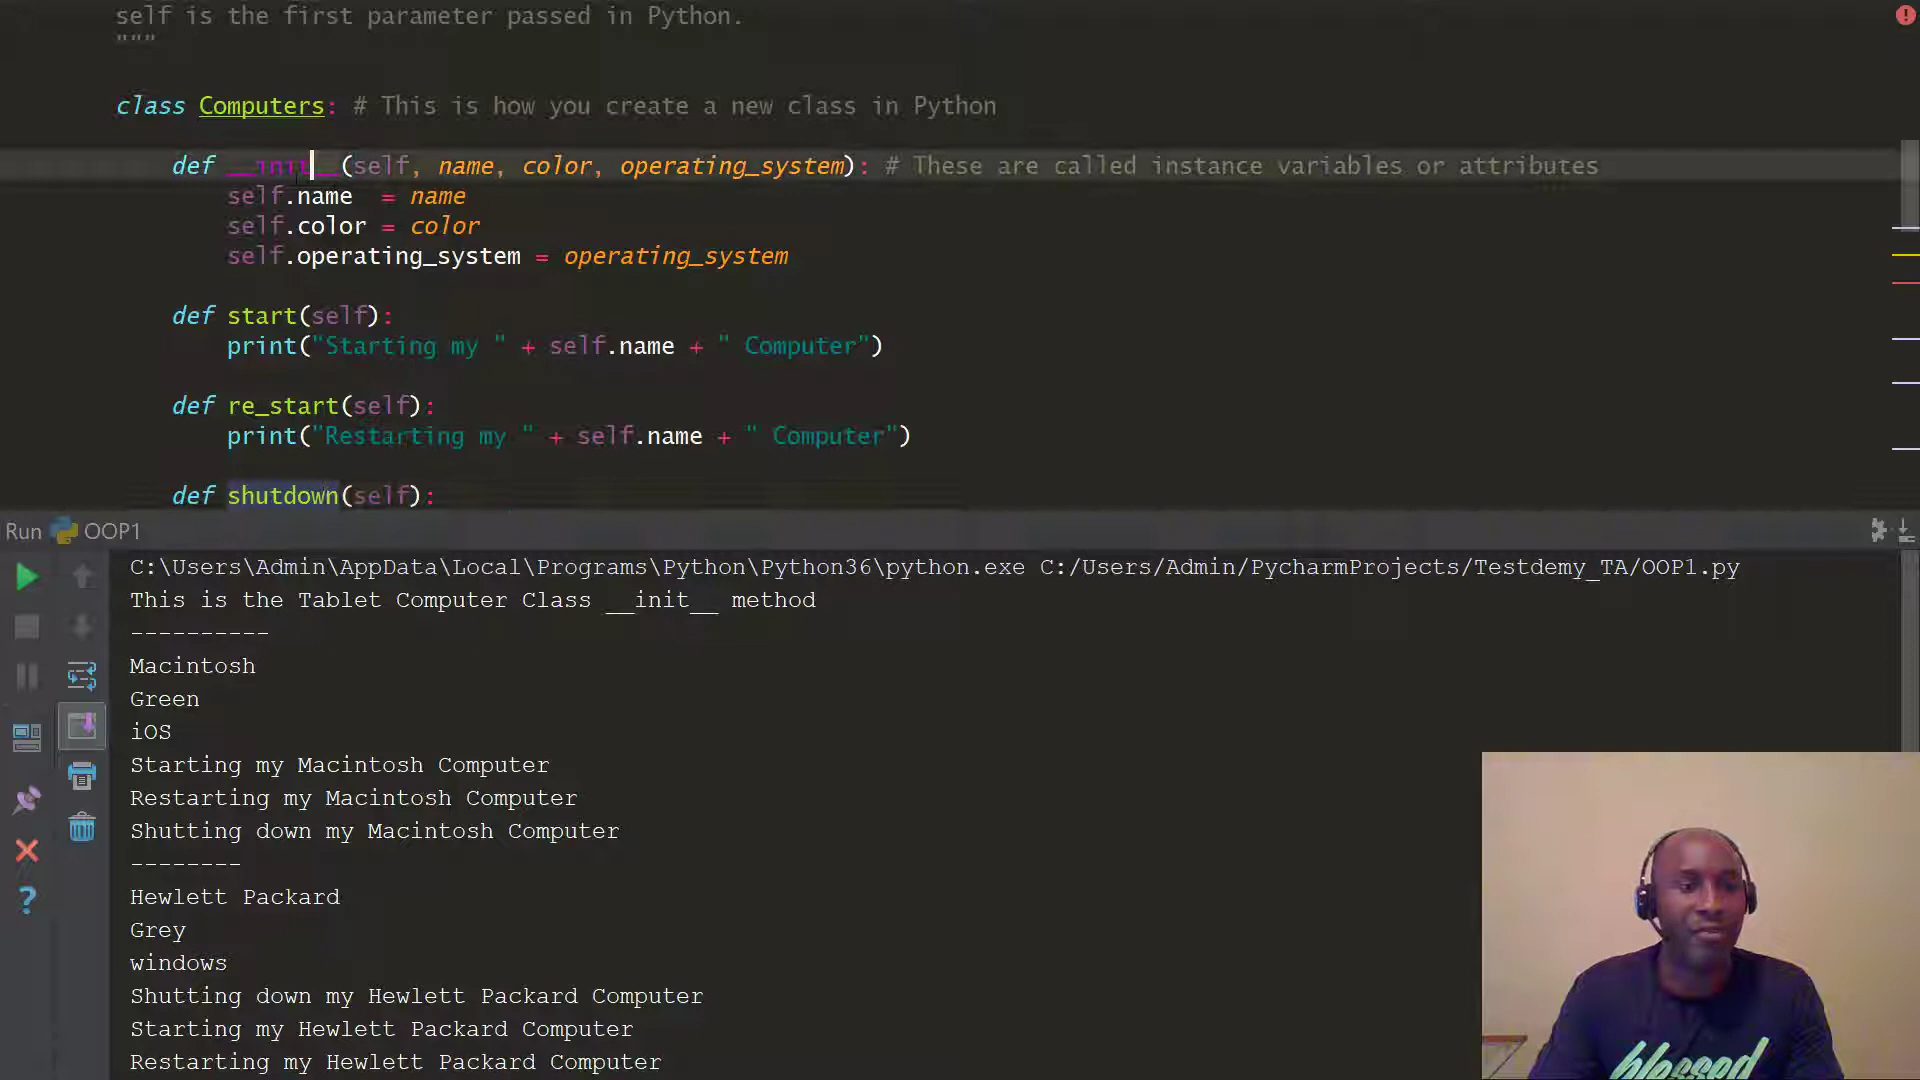 self is the first parameter passed in Python.
"""
class Computers: # This is how you create a new class in Python
def __init__(self, name, color, operating_system): # These are called instance variables or attributes
self.name  = name
self.color = color
self.operating_system = operating_system
def start(self):
print("Starting my " + self.name + " Computer")
def re_start(self):
print("Restarting my " + self.name + " Computer")
def shutdown(self):
Run OOP1
C:\Users\Admin\AppData\Local\Programs\Python\Python36\python.exe C:/Users/Admin/PycharmProjects/Testdemy_TA/OOP1.py
This is the Tablet Computer Class __init__ method
----------
Macintosh
Green
iOS
Starting my Macintosh Computer
Restarting my Macintosh Computer
Shutting down my Macintosh Computer
--------
Hewlett Packard
Grey
windows
Shutting down my Hewlett Packard Computer
Starting my Hewlett Packard Computer
Restarting my Hewlett Packard Computer
blessed